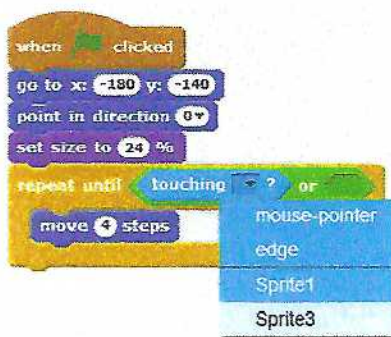 when clicked
go to x: -180 y: -140
point in direction 0
set size to 24 %
repeat until touching ? or
move 4 steps
mouse-pointer
edge
Sprite1
Sprite3